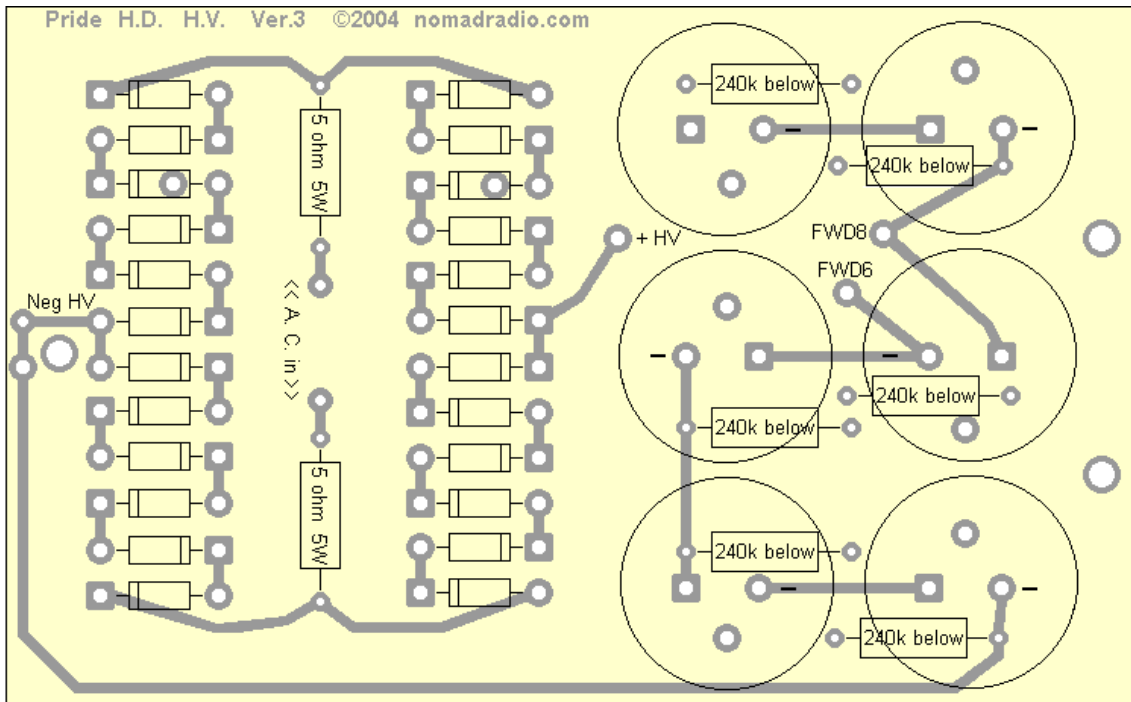 Pride H.D. H.V. Ver.3 ©2004 nomadradio.com
240k below
5 ohm 5W
240k below
+ HV
FWD8
FWD6
Neg HV
<< A. C. in >>
240k below
240k below
5 ohm 5W
240k below
240k below